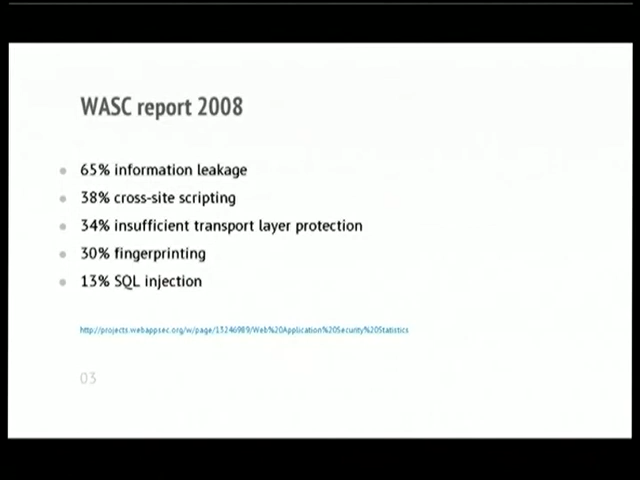 WASC report 2008
65% information leakage
38% cross-site scripting
34% insufficient transport layer protection
30% fingerprinting
13% SQL injection
http://projects.webappsec.org/w/page/13246989/Web%20Application%20Security%20Statistics
03